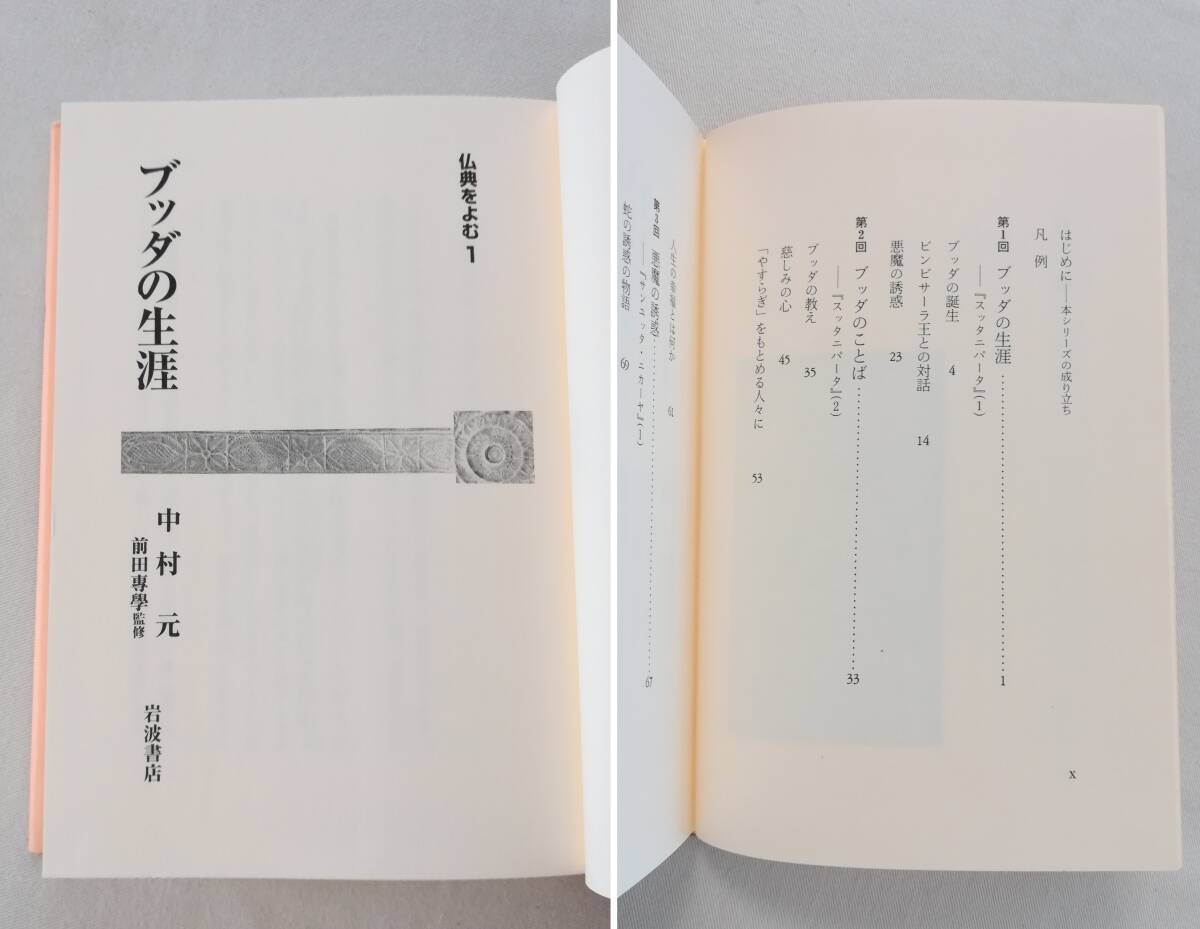 仏典をよむ1
ブッダの生涯
中村 元
前田専學監修
岩波書店
はじめに――本シリーズの成り立ち
凡例
第1回 ブッダの生涯……………………1
――『スッタニパータ』(1)
ブッダの誕生 4
ビンビサーラ王との対話 14
悪魔の誘惑 23
第2回 ブッダのことば……………………33
――『スッタニパータ』(2)
ブッダの教え 35
慈しみの心 45
「やすらぎ」をもとめる人々に 53
x
人生の幸福とは何か 61
第3回 悪魔の誘惑……………………67
――『サンユッタ・ニカーヤ』(1)
蛇の誘惑の物語 69